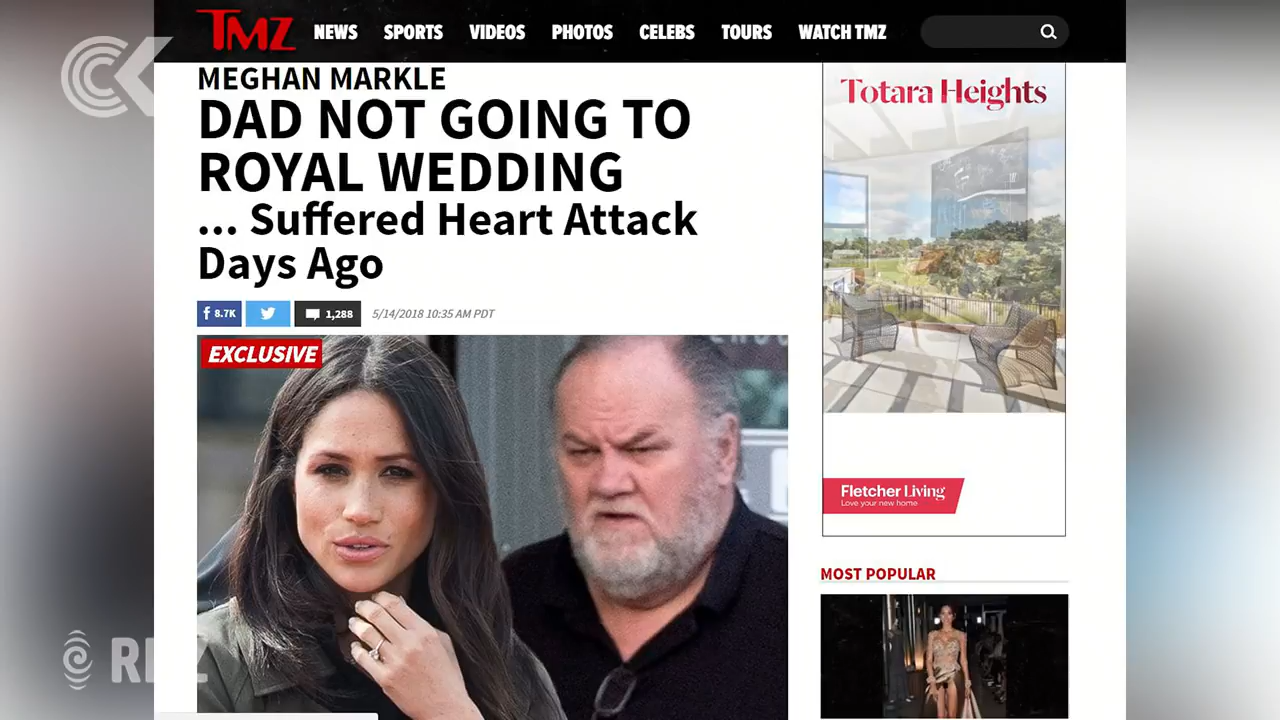 TMZ
NEWS SPORTS VIDEOS PHOTOS CELEBS TOURS WATCH TMZ
MEGHAN MARKLE
DAD NOT GOING TO
ROYAL WEDDING
... Suffered Heart Attack
Days Ago
8.7K 1,288 5/14/2018 10:35 AM PDT
EXCLUSIVE
Totara Heights
Fletcher Living
Love your new home
MOST POPULAR
RNZ